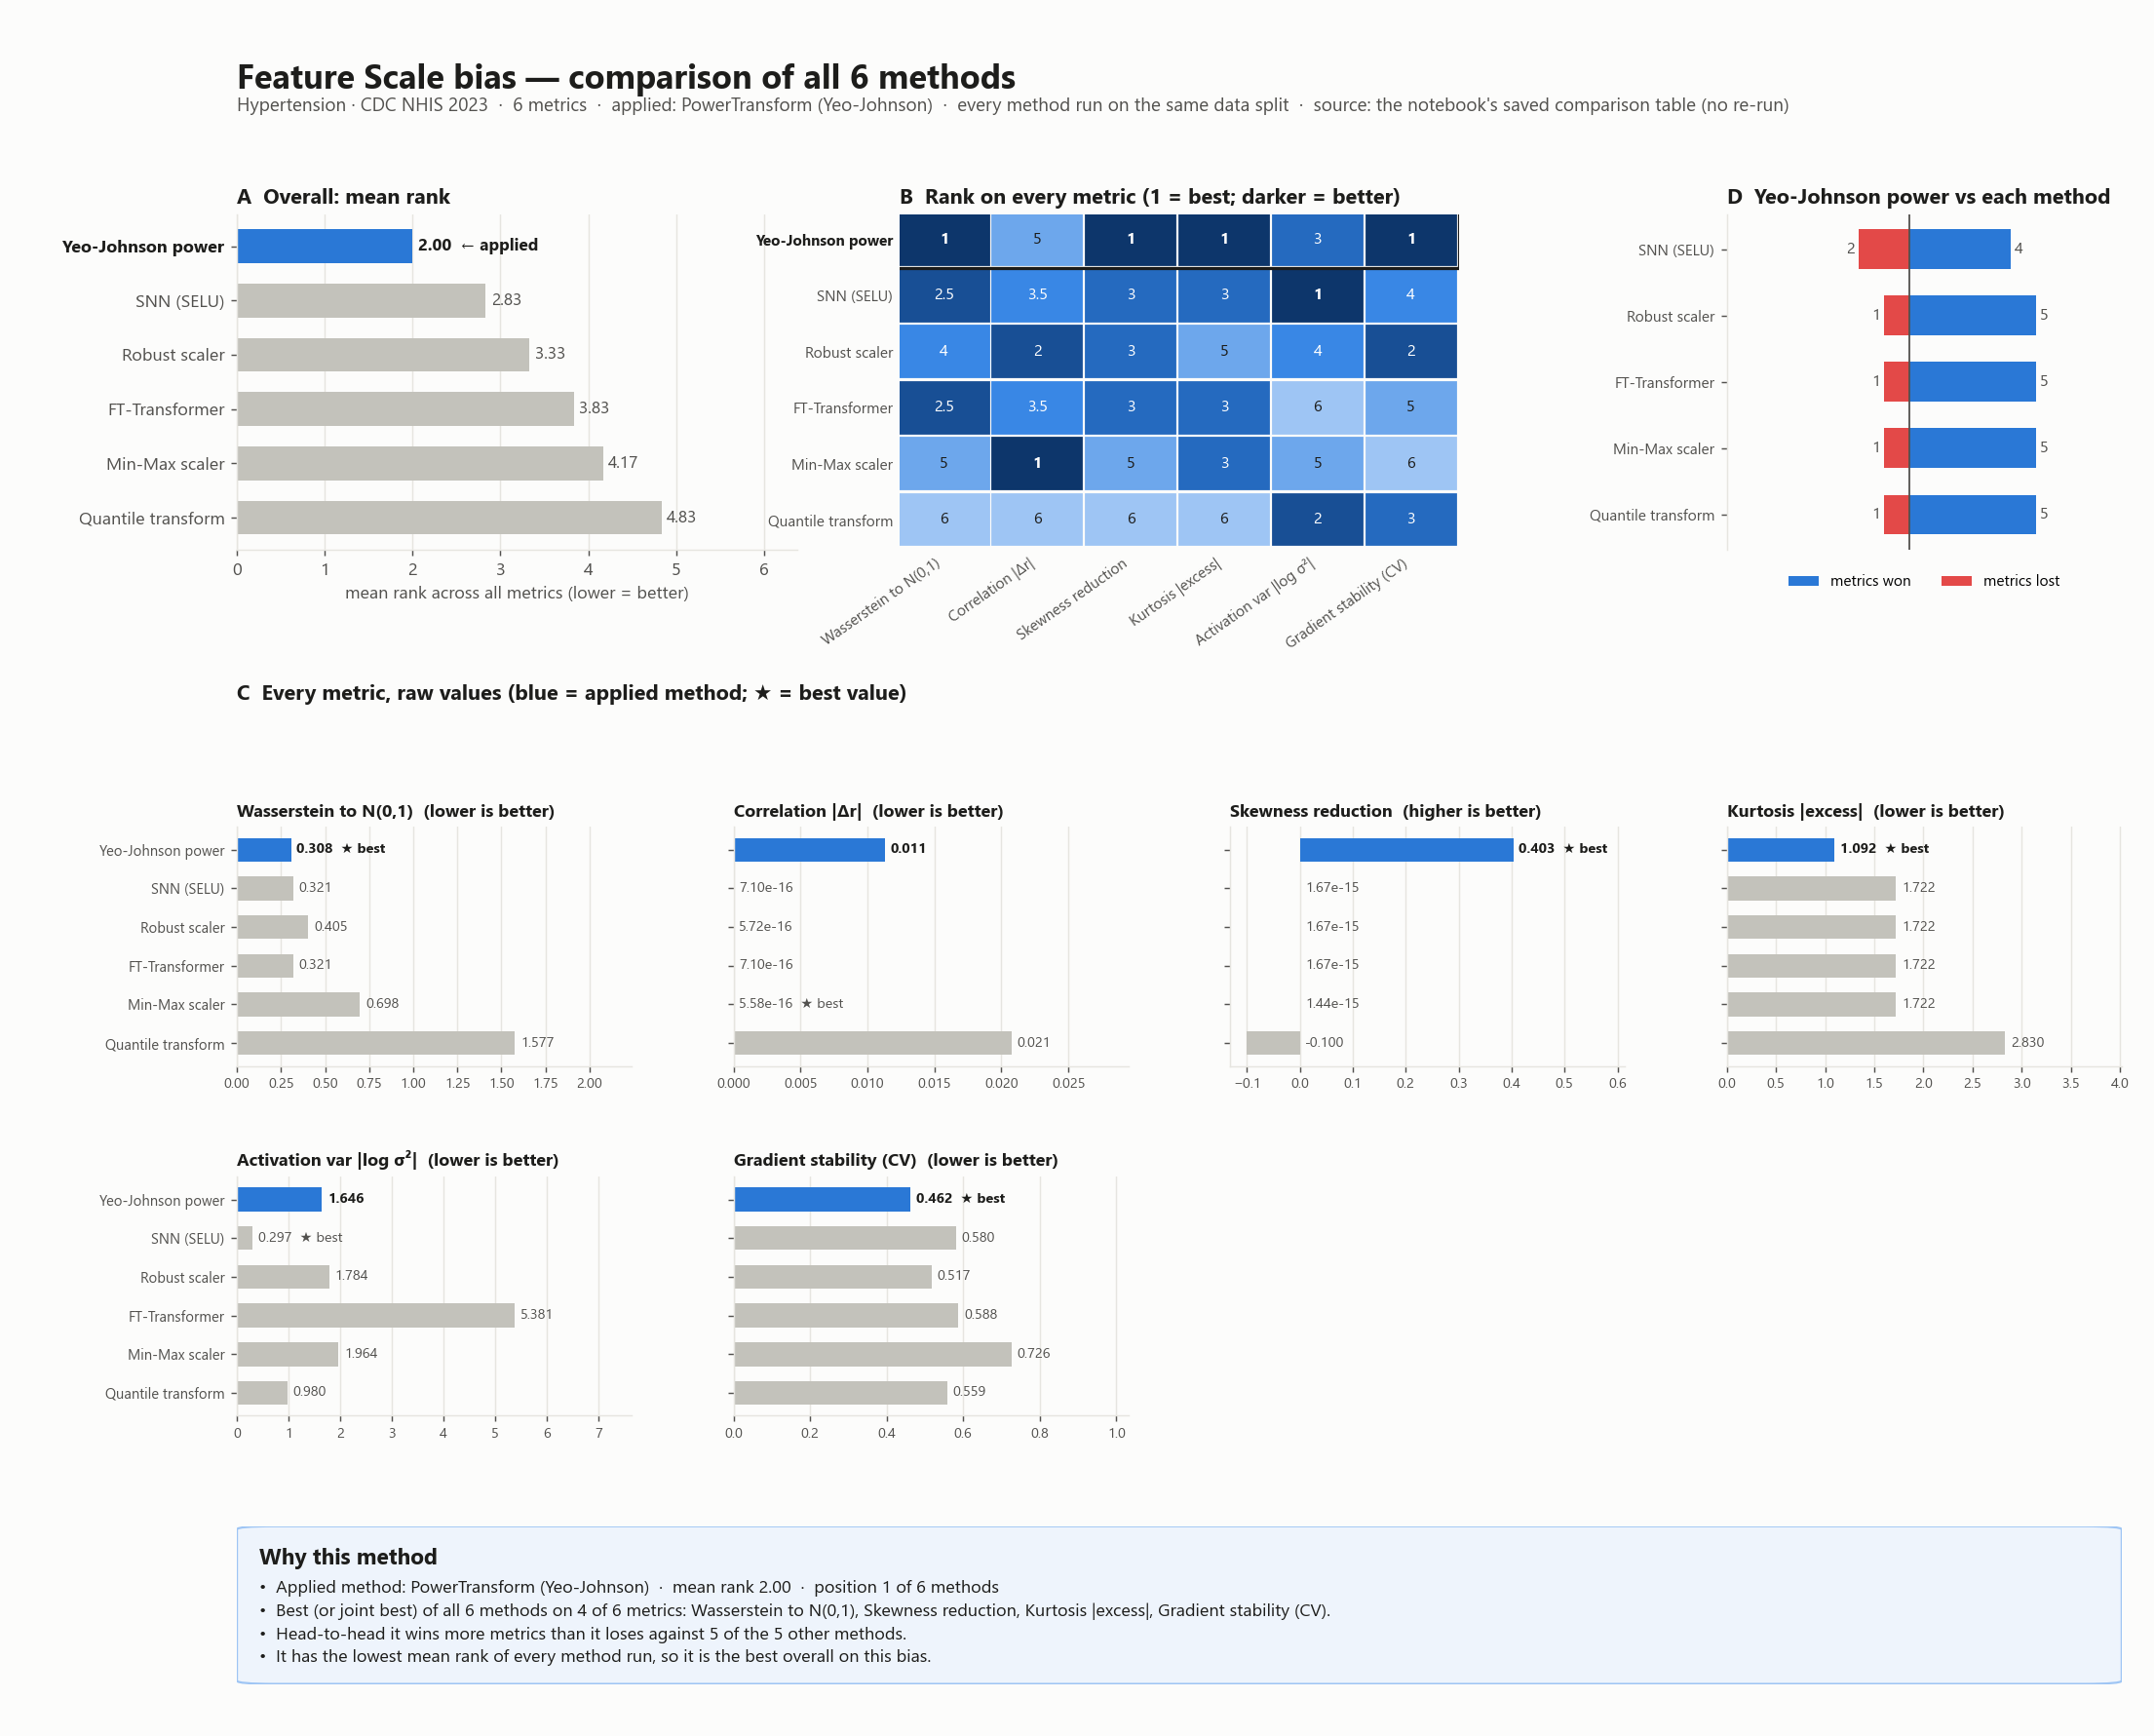 Feature Scale bias — comparison of all 6 methods
Hypertension · CDC NHIS 2023 · 6 metrics · applied: PowerTransform (Yeo-Johnson) · every method run on the same data split · source: the notebook's saved comparison table (no re-run)
A Overall: mean rank
Yeo-Johnson power 2.00 ← applied
SNN (SELU) 2.83
Robust scaler 3.33
FT-Transformer 3.83
Min-Max scaler 4.17
Quantile transform 4.83
0 1 2 3 4 5 6
mean rank across all metrics (lower = better)
B Rank on every metric (1 = best; darker = better)
Yeo-Johnson power 1 5 1 1 3 1
SNN (SELU) 2.5 3.5 3 3 1 4
Robust scaler 4 2 3 5 4 2
FT-Transformer 2.5 3.5 3 3 6 5
Min-Max scaler 5 1 5 3 5 6
Quantile transform 6 6 6 6 2 3
Wasserstein to N(0,1)
Correlation |Δr|
Skewness reduction
Kurtosis |excess|
Activation var |log σ²|
Gradient stability (CV)
D Yeo-Johnson power vs each method
SNN (SELU) 2 4
Robust scaler 1 5
FT-Transformer 1 5
Min-Max scaler 1 5
Quantile transform 1 5
metrics won metrics lost
C Every metric, raw values (blue = applied method; ★ = best value)
Wasserstein to N(0,1) (lower is better)
Yeo-Johnson power 0.308 ★ best
SNN (SELU) 0.321
Robust scaler 0.405
FT-Transformer 0.321
Min-Max scaler 0.698
Quantile transform 1.577
0.00 0.25 0.50 0.75 1.00 1.25 1.50 1.75 2.00
Correlation |Δr| (lower is better)
0.011
7.10e-16
5.72e-16
7.10e-16
5.58e-16 ★ best
0.021
0.000 0.005 0.010 0.015 0.020 0.025
Skewness reduction (higher is better)
0.403 ★ best
1.67e-15
1.67e-15
1.67e-15
1.44e-15
-0.100
−0.1 0.0 0.1 0.2 0.3 0.4 0.5 0.6
Kurtosis |excess| (lower is better)
1.092 ★ best
1.722
1.722
1.722
1.722
2.830
0.0 0.5 1.0 1.5 2.0 2.5 3.0 3.5 4.0
Activation var |log σ²| (lower is better)
Yeo-Johnson power 1.646
SNN (SELU) 0.297 ★ best
Robust scaler 1.784
FT-Transformer 5.381
Min-Max scaler 1.964
Quantile transform 0.980
0 1 2 3 4 5 6 7
Gradient stability (CV) (lower is better)
0.462 ★ best
0.580
0.517
0.588
0.726
0.559
0.0 0.2 0.4 0.6 0.8 1.0
Why this method
• Applied method: PowerTransform (Yeo-Johnson) · mean rank 2.00 · position 1 of 6 methods
• Best (or joint best) of all 6 methods on 4 of 6 metrics: Wasserstein to N(0,1), Skewness reduction, Kurtosis |excess|, Gradient stability (CV).
• Head-to-head it wins more metrics than it loses against 5 of the 5 other methods.
• It has the lowest mean rank of every method run, so it is the best overall on this bias.